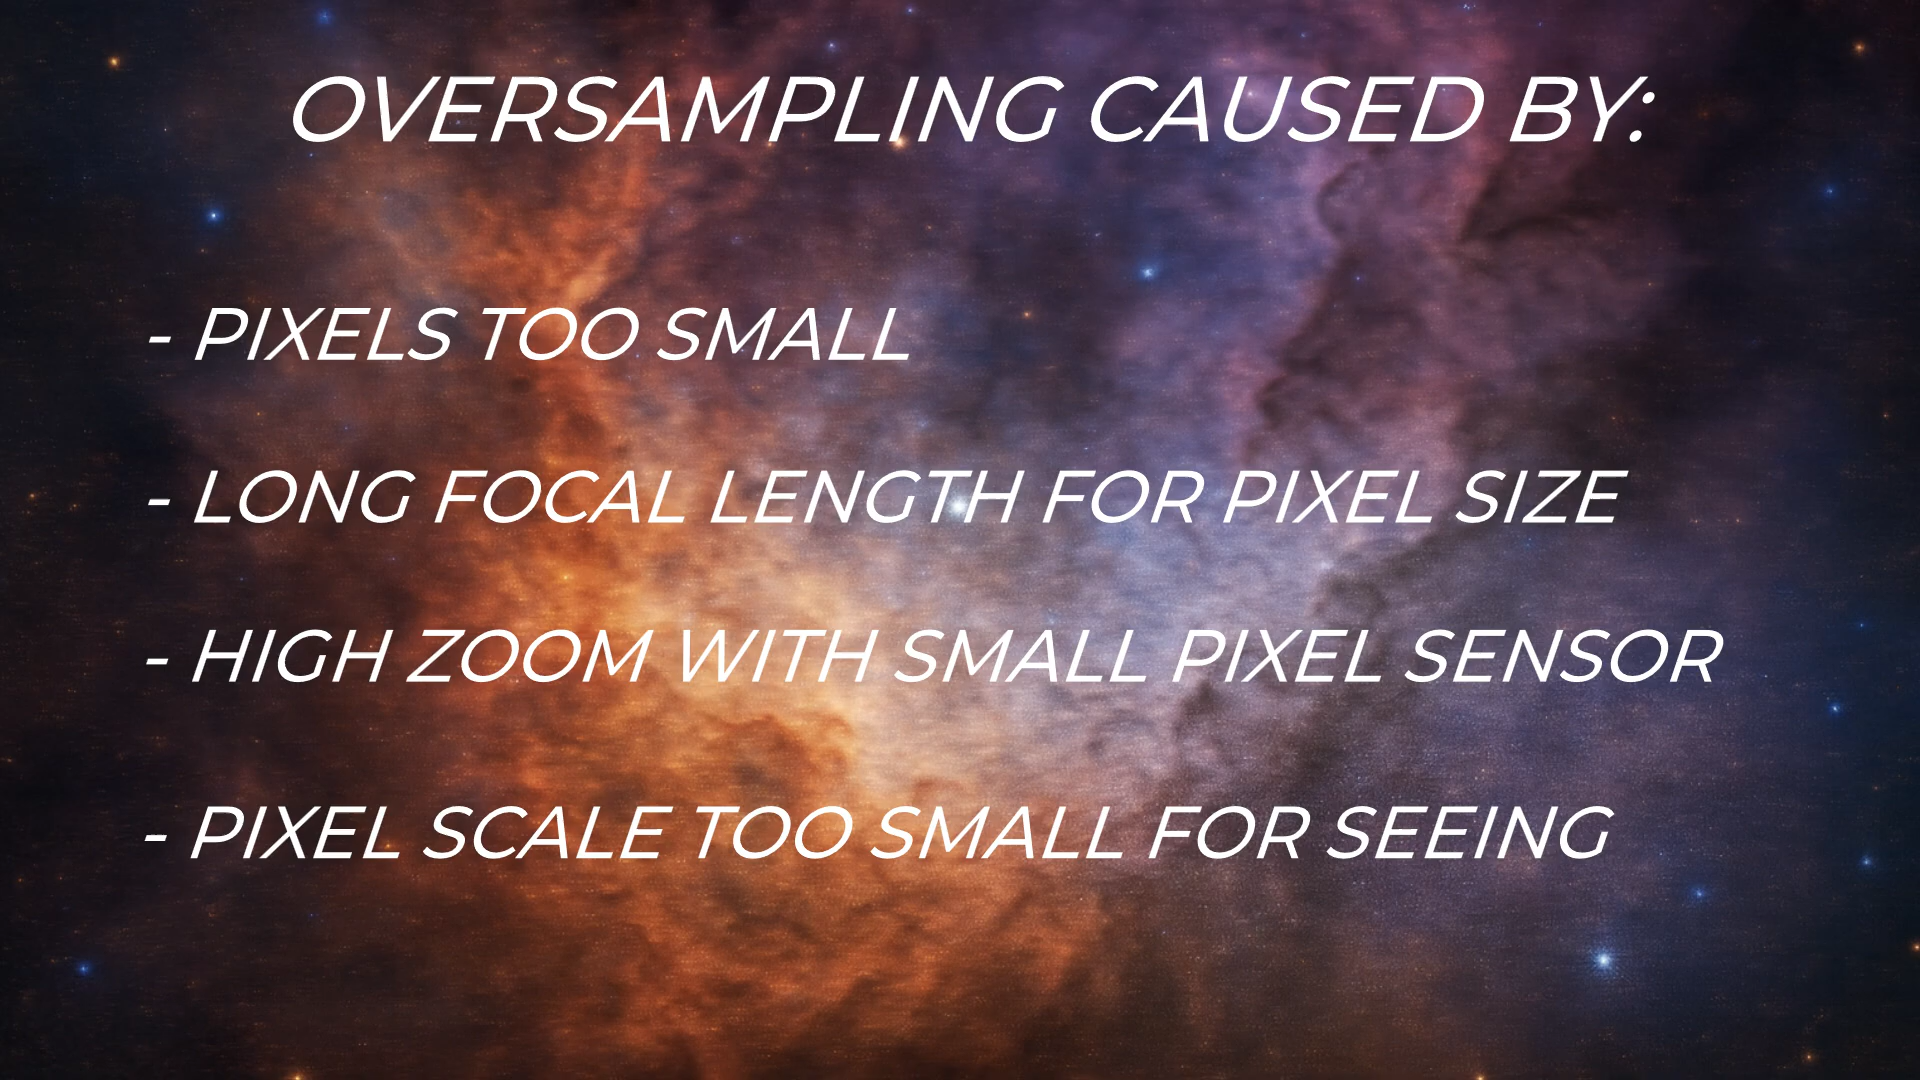 OVERSAMPLING CAUSED BY:
- PIXELS TOO SMALL
- LONG FOCAL LENGTH FOR PIXEL SIZE
- HIGH ZOOM WITH SMALL PIXEL SENSOR
- PIXEL SCALE TOO SMALL FOR SEEING